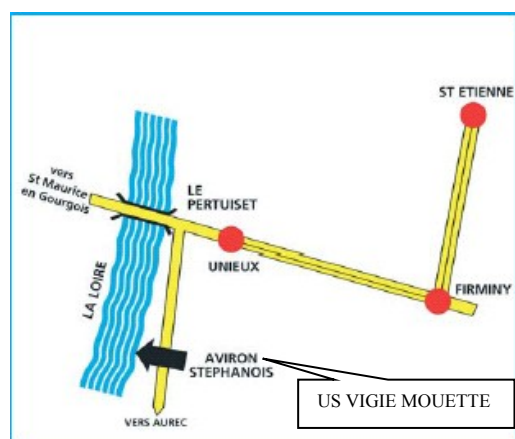 ST ETIENNE
vers
St Maurice
en Gourgois
LE
PERTUISET
UNIEUX
FIRMINY
LA LOIRE
AVIRON
STEPHANOIS
US VIGIE MOUETTE
VERS AUREC